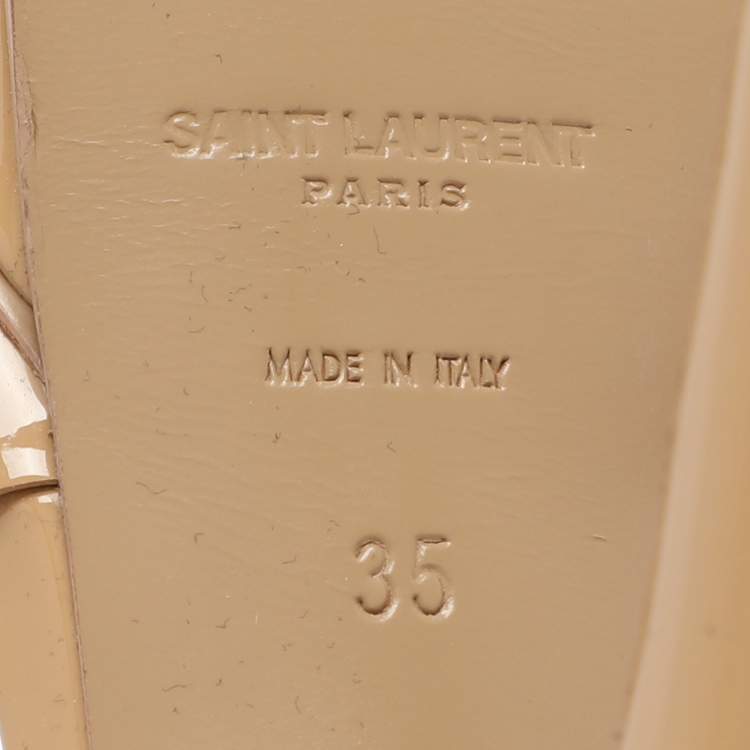 SAINT LAURENT
PARIS
MADE IN ITALY
35